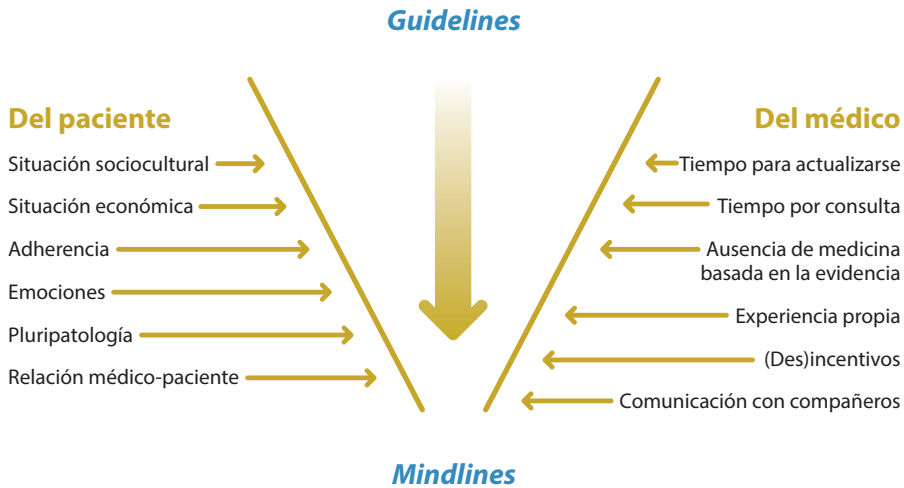 Guidelines
Del paciente
Situación sociocultural
Situación económica
Adherencia
Emociones
Pluripatología
Relación médico-paciente
Del médico
Tiempo para actualizarse
Tiempo por consulta
Ausencia de medicina
basada en la evidencia
Experiencia propia
(Des)incentivos
Comunicación con compañeros
Mindlines